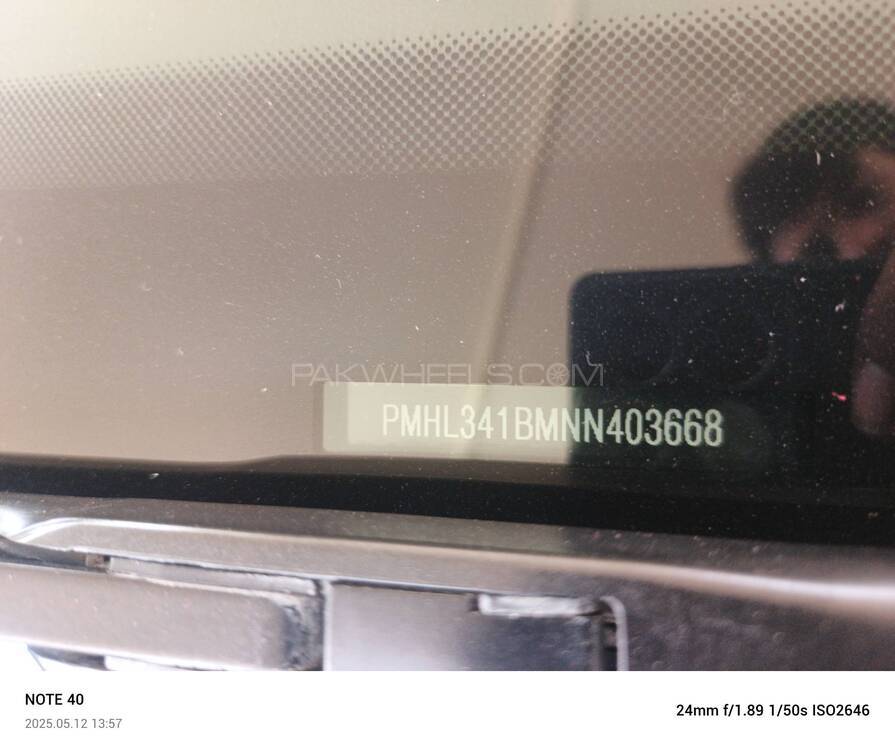 PAKWHEELS.COM
PMHL341BMNN403668
NOTE 40
2025.05.12 13:57
24mm f/1.89 1/50s ISO2646